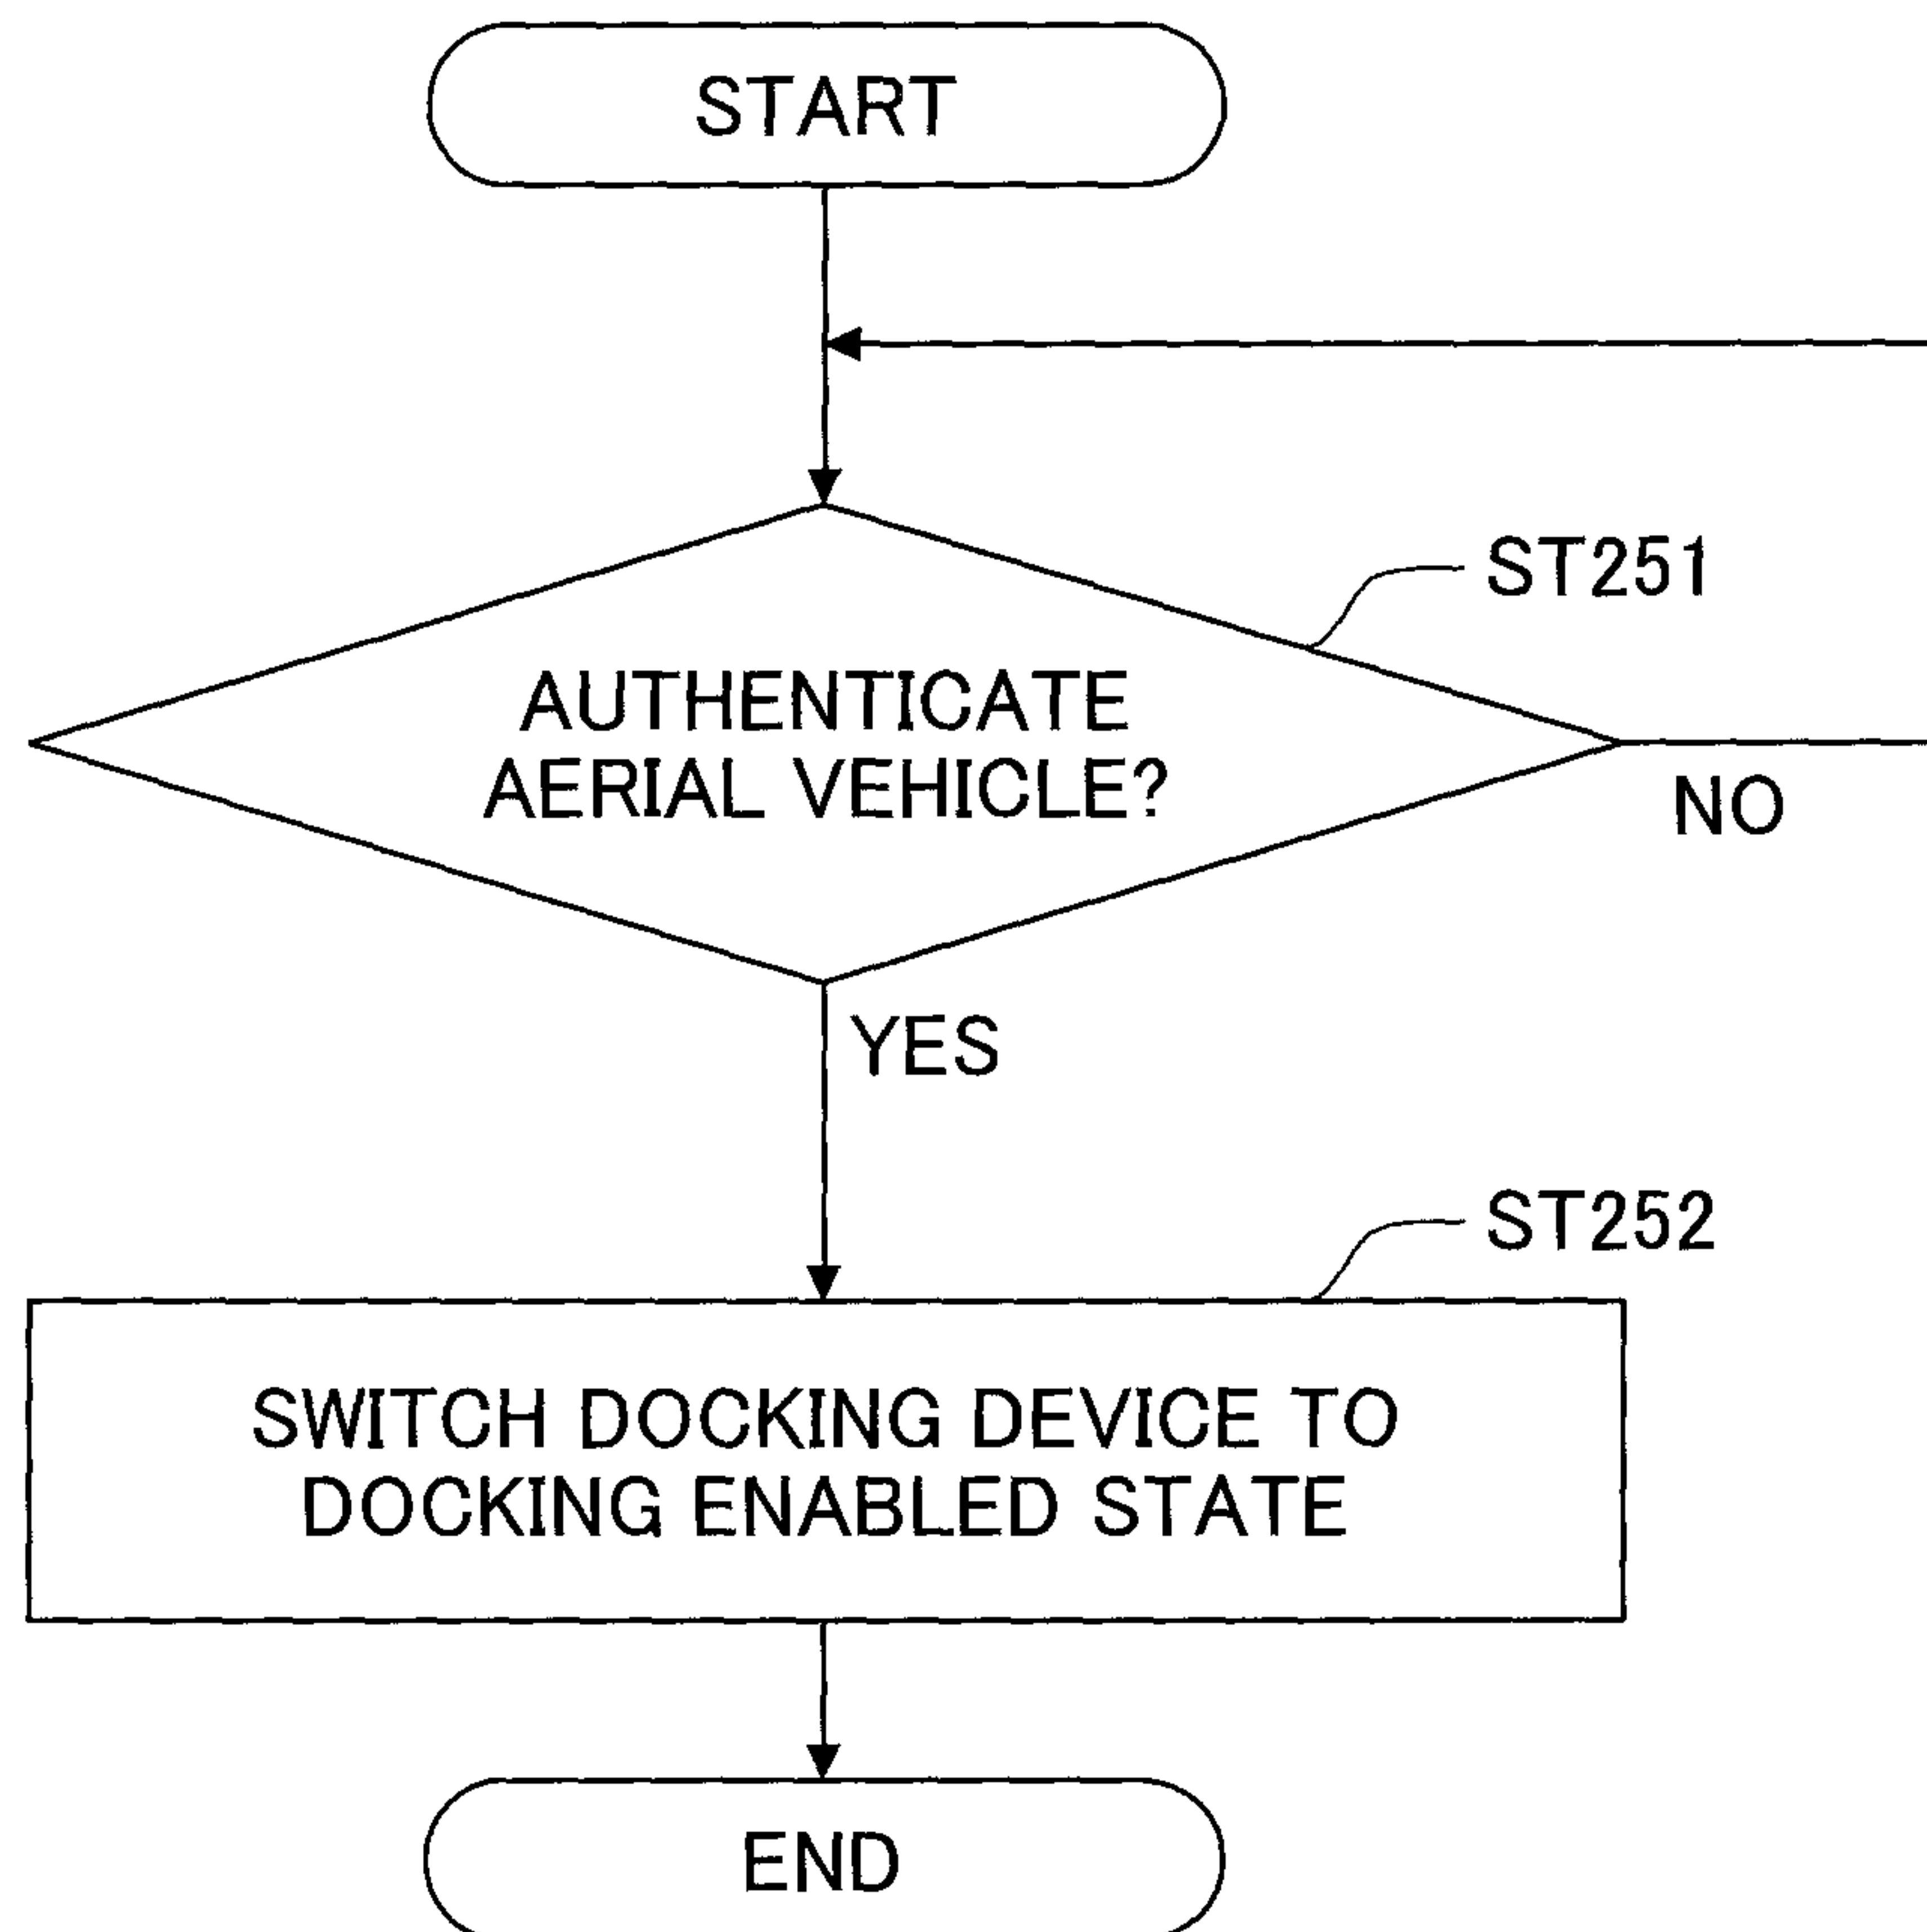 START
ST251
AUTHENTICATE
AERIAL VEHICLE?
NO
YES
ST252
SWITCH DOCKING DEVICE TO
DOCKING ENABLED STATE
END